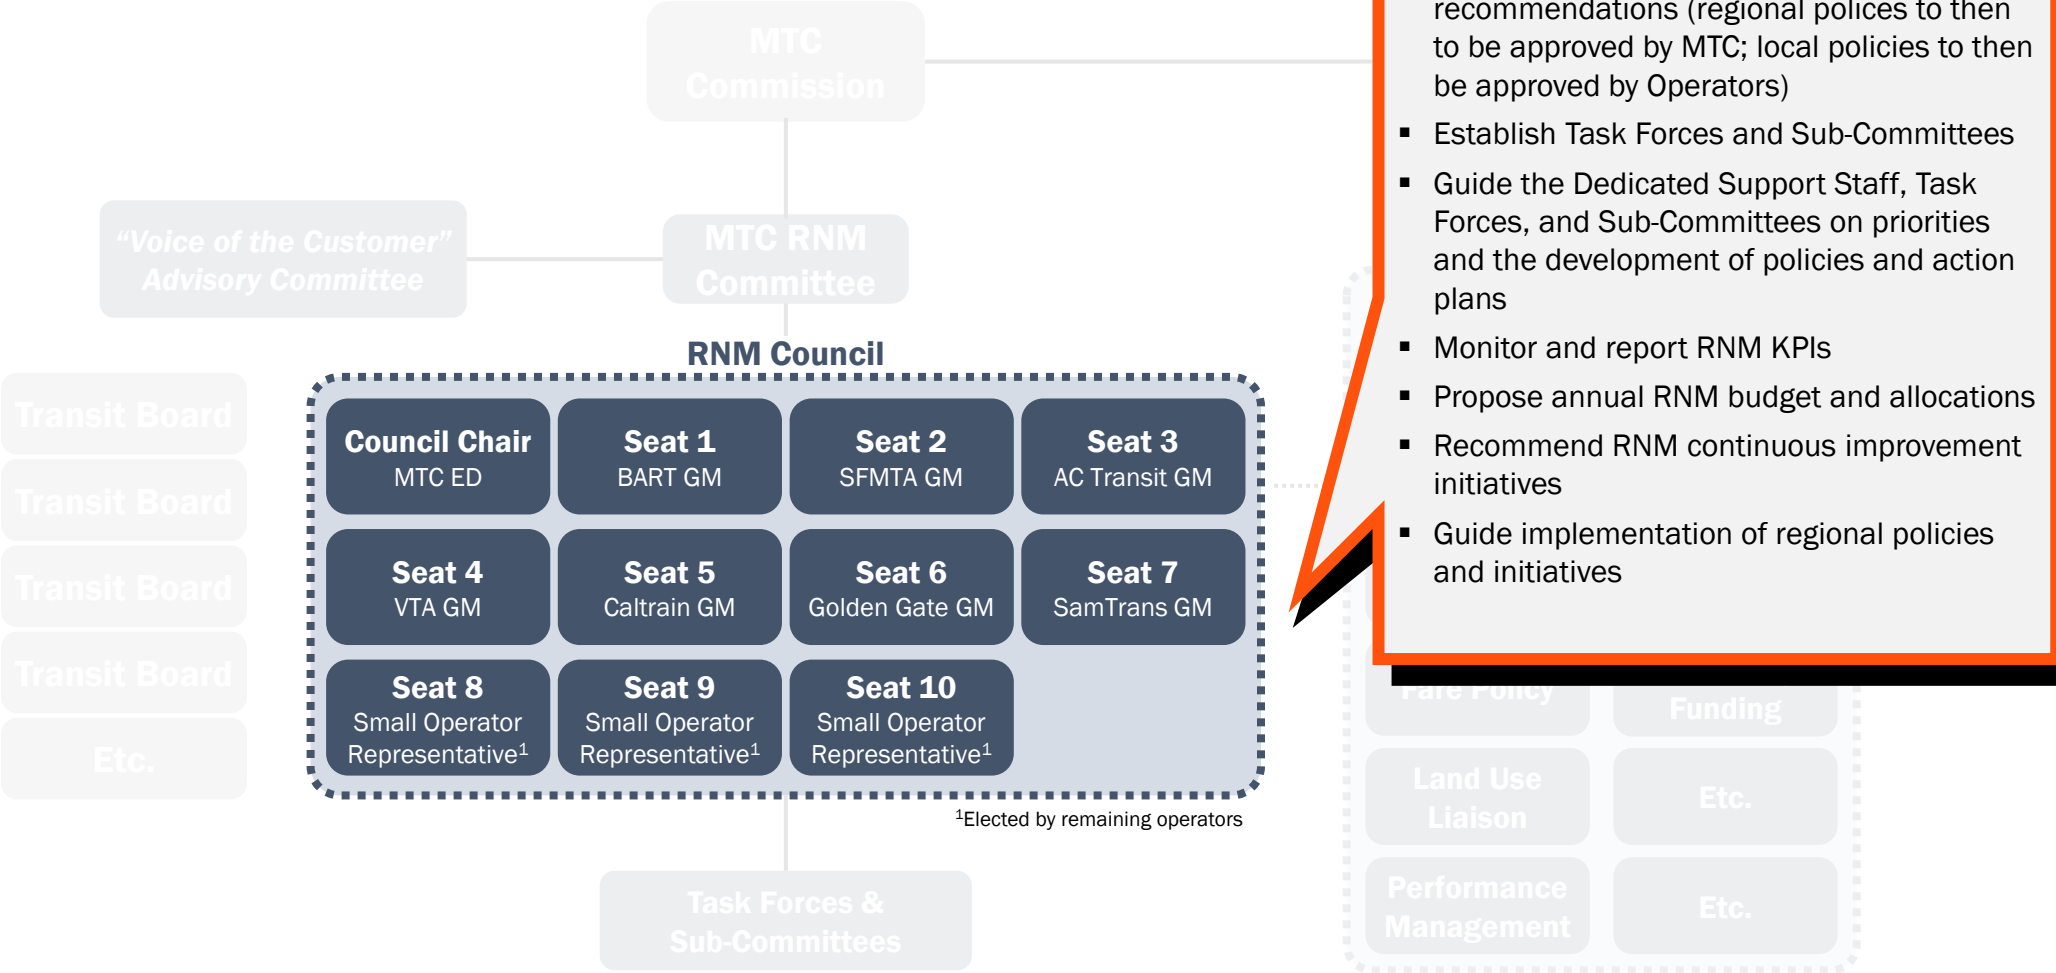 MTC
Commission
“Voice of the Customer”
Advisory Committee
MTC RNM
Committee
RNM Council
Transit Board
Transit Board
Transit Board
Transit Board
Etc.
Council Chair
MTC ED
Seat 1
BART GM
Seat 2
SFMTA GM
Seat 3
AC Transit GM
Seat 4
VTA GM
Seat 5
Caltrain GM
Seat 6
Golden Gate GM
Seat 7
SamTrans GM
Seat 8
Small Operator
Representative¹
Seat 9
Small Operator
Representative¹
Seat 10
Small Operator
Representative¹
¹Elected by remaining operators
Task Forces &
Sub-Committees
recommendations (regional polices to then
to be approved by MTC; local policies to then
be approved by Operators)
▪ Establish Task Forces and Sub-Committees
▪ Guide the Dedicated Support Staff, Task
Forces, and Sub-Committees on priorities
and the development of policies and action
plans
▪ Monitor and report RNM KPIs
▪ Propose annual RNM budget and allocations
▪ Recommend RNM continuous improvement
initiatives
▪ Guide implementation of regional policies
and initiatives
Fare Policy
Funding
Land Use
Liaison
Etc.
Performance
Management
Etc.